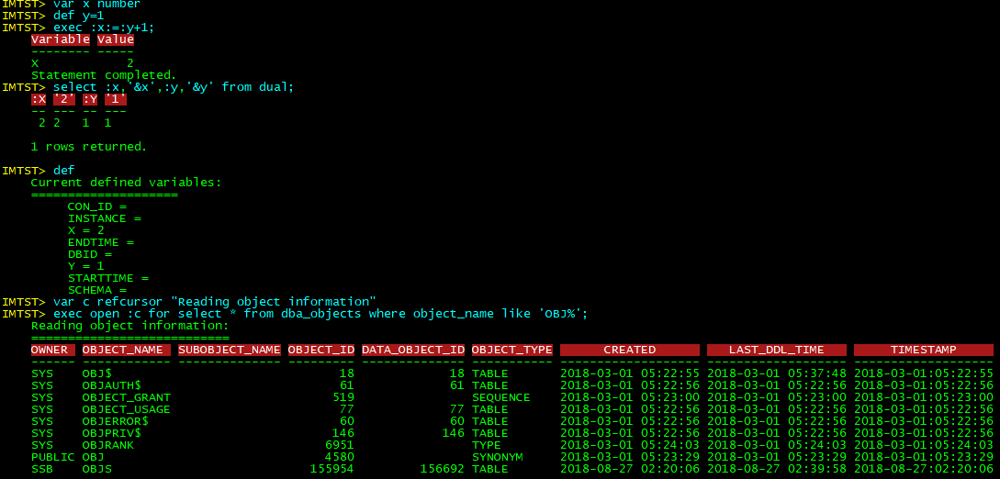 IMTST> var x number
IMTST> def y=1
IMTST> exec :x:=:y+1;
Variable Value
-------- -----
X 2
Statement completed.
IMTST> select :x,'&x',:y,'&y' from dual;
:X '2' :Y '1'
-- --- -- ---
2 2 1 1
1 rows returned.
IMTST> def
Current defined variables:
====================
CON_ID =
INSTANCE =
X = 2
ENDTIME =
DBID =
Y = 1
STARTTIME =
SCHEMA =
IMTST> var c refcursor "Reading object information"
IMTST> exec open :c for select * from dba_objects where object_name like 'OBJ%';
Reading object information:
===========================
OWNER OBJECT_NAME SUBOBJECT_NAME OBJECT_ID DATA_OBJECT_ID OBJECT_TYPE CREATED LAST_DDL_TIME TIMESTAMP
------ ------------ -------------- --------- -------------- ----------- ------------------- ------------------- -------------------
SYS OBJ$ 18 18 TABLE 2018-03-01 05:22:55 2018-03-01 05:37:48 2018-03-01:05:22:55
SYS OBJAUTH$ 61 61 TABLE 2018-03-01 05:22:56 2018-03-01 05:22:56 2018-03-01:05:22:56
SYS OBJECT_GRANT 519 SEQUENCE 2018-03-01 05:23:00 2018-03-01 05:23:00 2018-03-01:05:23:00
SYS OBJECT_USAGE 77 77 TABLE 2018-03-01 05:22:56 2018-03-01 05:22:56 2018-03-01:05:22:56
SYS OBJERROR$ 60 60 TABLE 2018-03-01 05:22:56 2018-03-01 05:22:56 2018-03-01:05:22:56
SYS OBJPRIV$ 146 146 TABLE 2018-03-01 05:22:56 2018-03-01 05:22:56 2018-03-01:05:22:56
SYS OBJRANK 6951 TYPE 2018-03-01 05:24:03 2018-03-01 05:24:03 2018-03-01:05:24:03
PUBLIC OBJ 4580 SYNONYM 2018-03-01 05:23:29 2018-03-01 05:23:29 2018-03-01:05:23:29
SSB OBJS 155954 156692 TABLE 2018-08-27 02:20:06 2018-08-27 02:39:58 2018-08-27:02:20:06